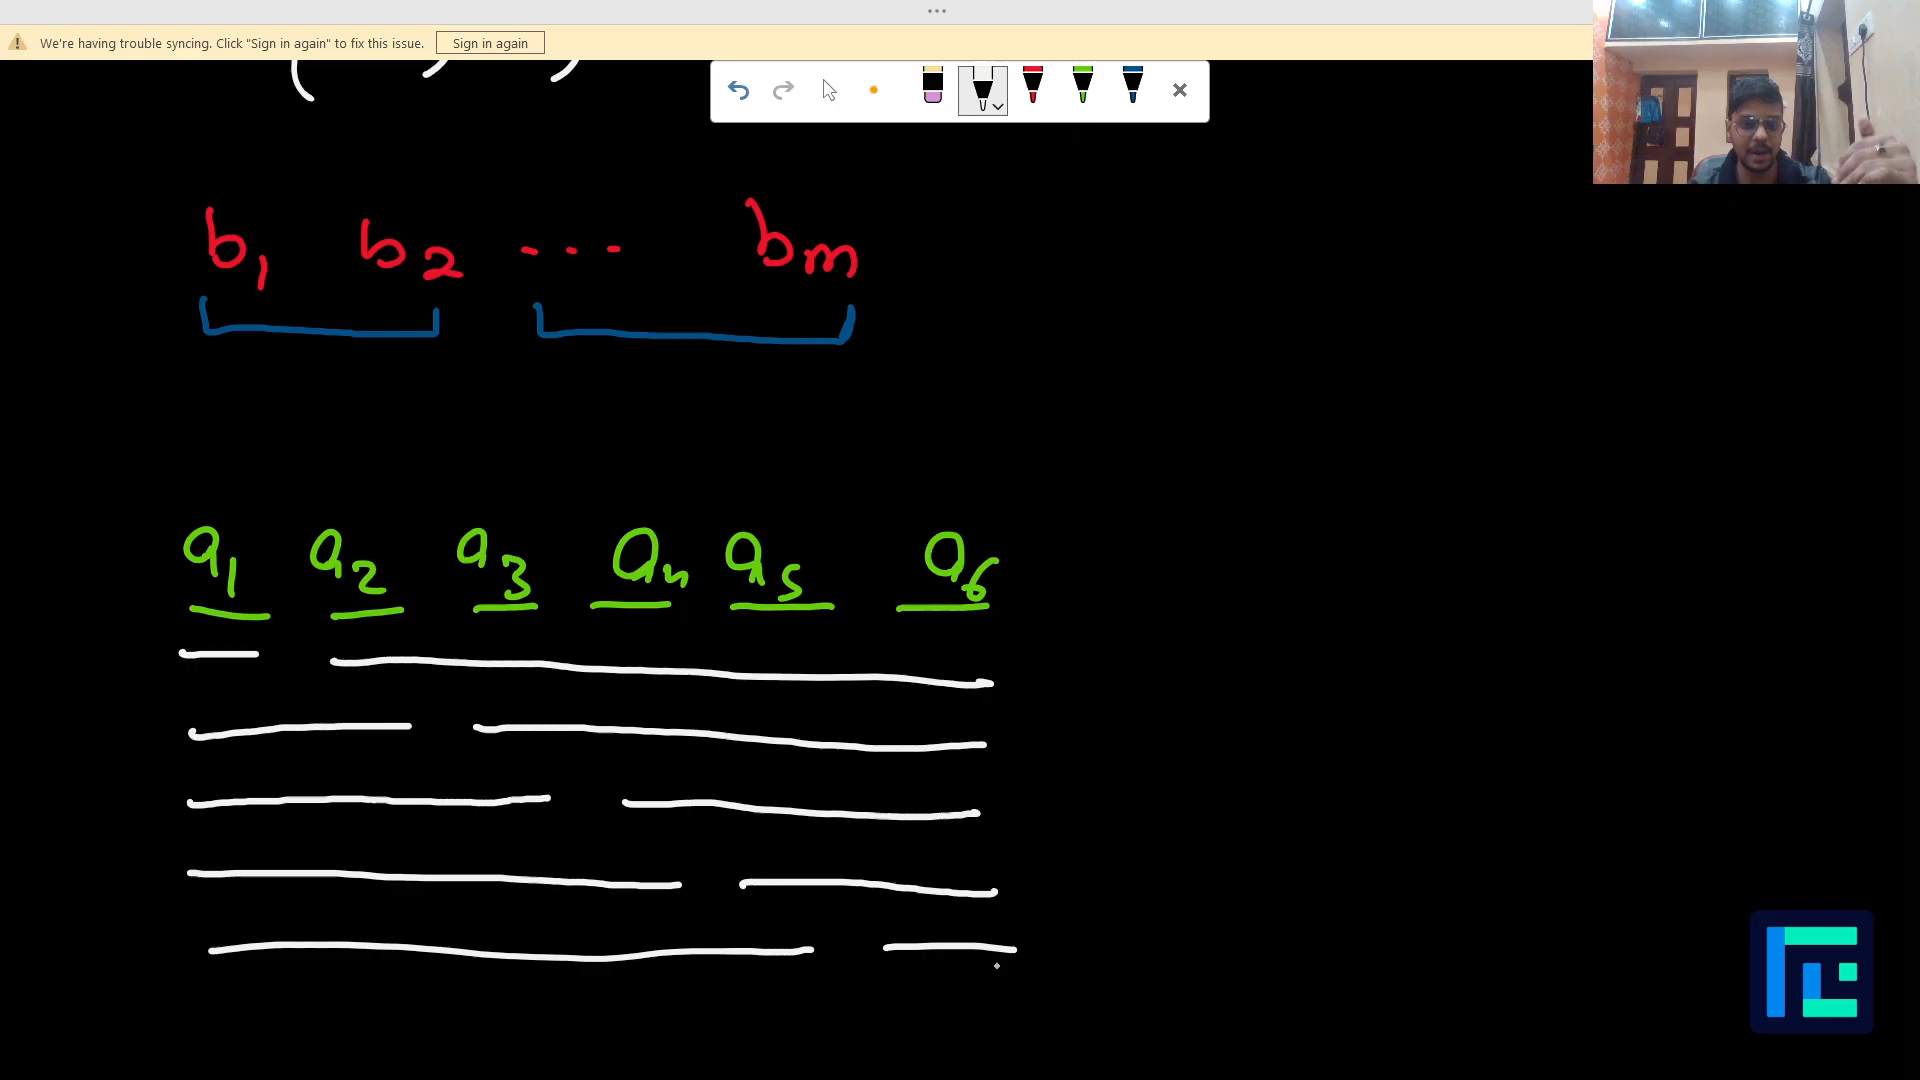 We're having trouble syncing. Click "Sign in again" to fix this issue. Sign in again
b1 b2 ... bm
a1 a2 a3 an a5 a6